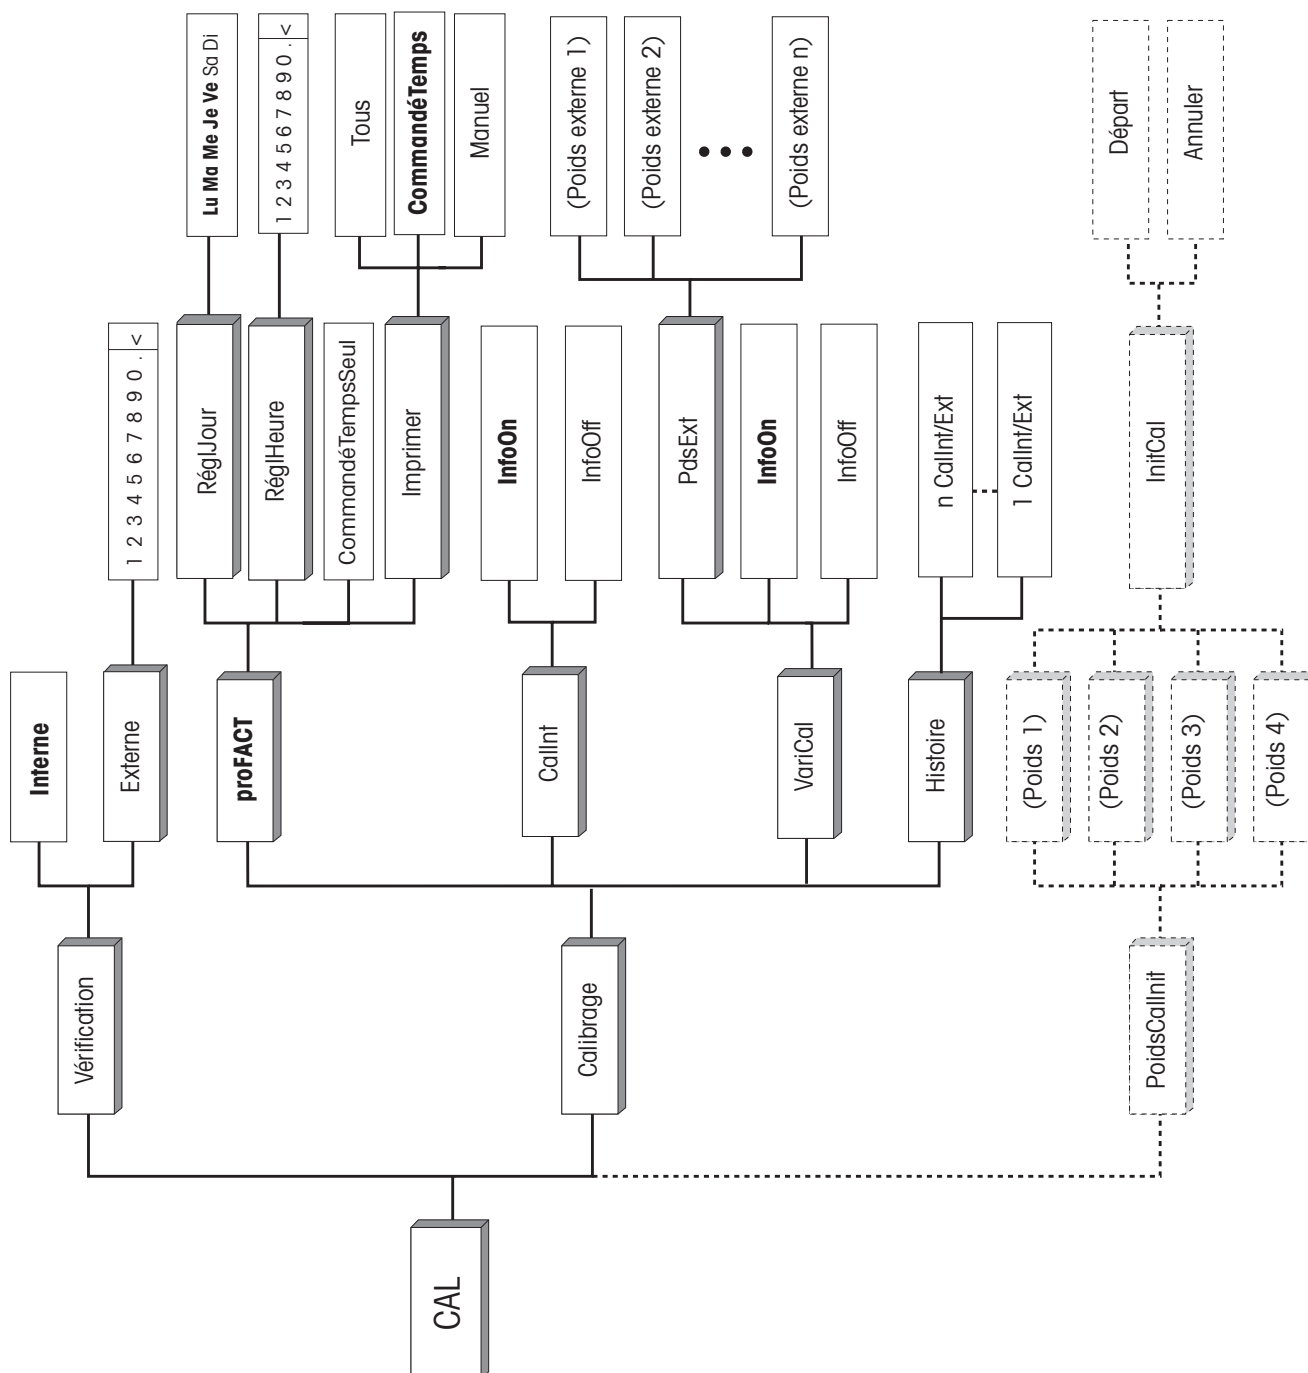 CAL
Vérification
Calibrage
PoidsCalInit
Interne
Externe
proFACT
CalInt
VariCal
Histoire
(Poids 1)
(Poids 2)
(Poids 3)
(Poids 4)
1 2 3 4 5 6 7 8 9 0 . <
RéglJour
RéglHeure
CommandéTempsSeul
Imprimer
InfoOn
InfoOff
PdsExt
InfoOn
InfoOff
n CalInt/Ext
1 CalInt/Ext
InitCal
Lu Ma Me Je Ve Sa Di
1 2 3 4 5 6 7 8 9 0 . <
Tous
CommandéTemps
Manuel
(Poids externe 1)
(Poids externe 2)
• • •
(Poids externe n)
Départ
Annuler